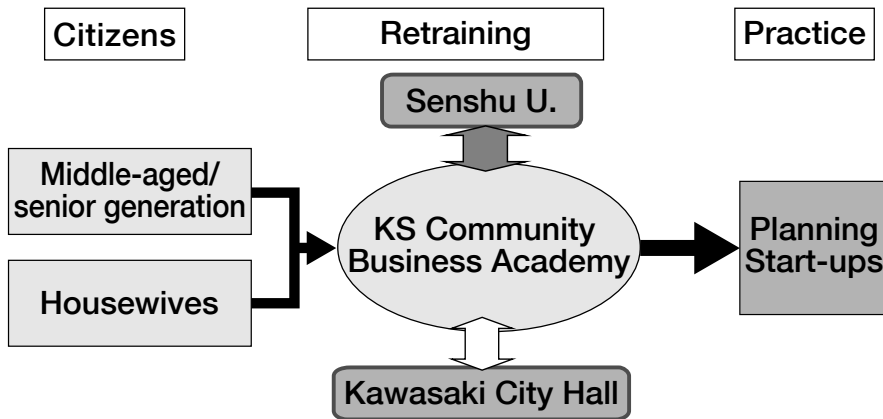 Citizens
Retraining
Practice
Senshu U.
Middle-aged/
senior generation
Housewives
KS Community
Business Academy
Planning
Start-ups
Kawasaki City Hall